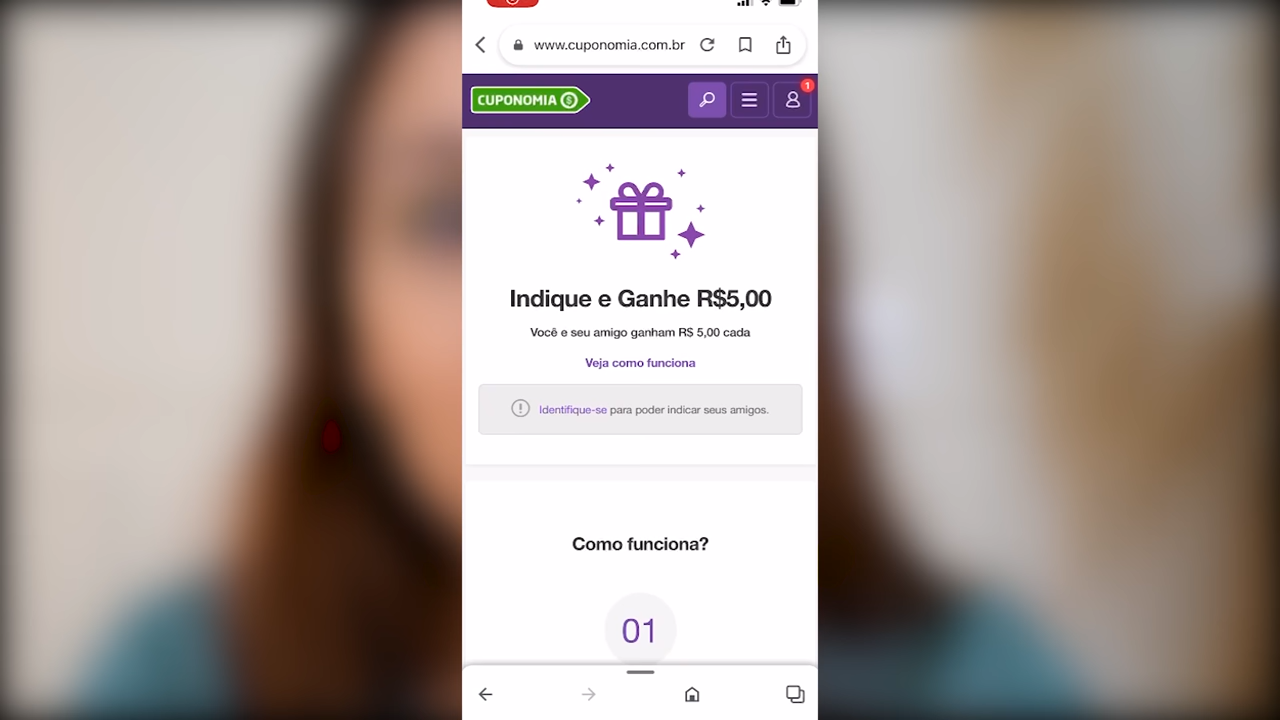 www.cuponomia.com.br
CUPONOMIA
1
Indique e Ganhe R$5,00
Você e seu amigo ganham R$ 5,00 cada
Veja como funciona
Identifique-se para poder indicar seus amigos.
Como funciona?
01